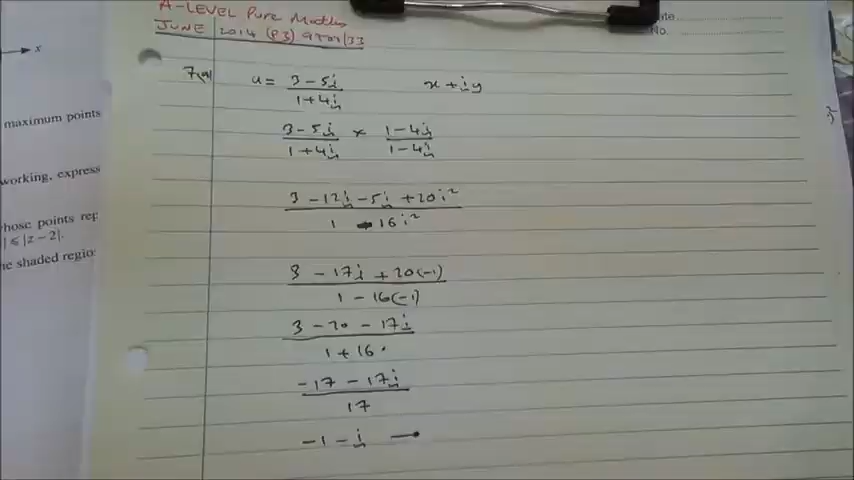 A-LEVEL Pure Maths
JUNE 2014 (P3) 9709/33
Date
No.
x
maximum points
working, express
whose points rep
| ⩽ |z − 2|.
he shaded regio
7(a) u = (3 - 5i)/(1 + 4i) x + iy
(3 - 5i)/(1 + 4i) × (1 - 4i)/(1 - 4i)
(3 - 12i - 5i + 20i²)/(1 - 16i²)
(3 - 17i + 20(-1))/(1 - 16(-1))
(3 - 20 - 17i)/(1 + 16)
(-17 - 17i)/17
-1 - i